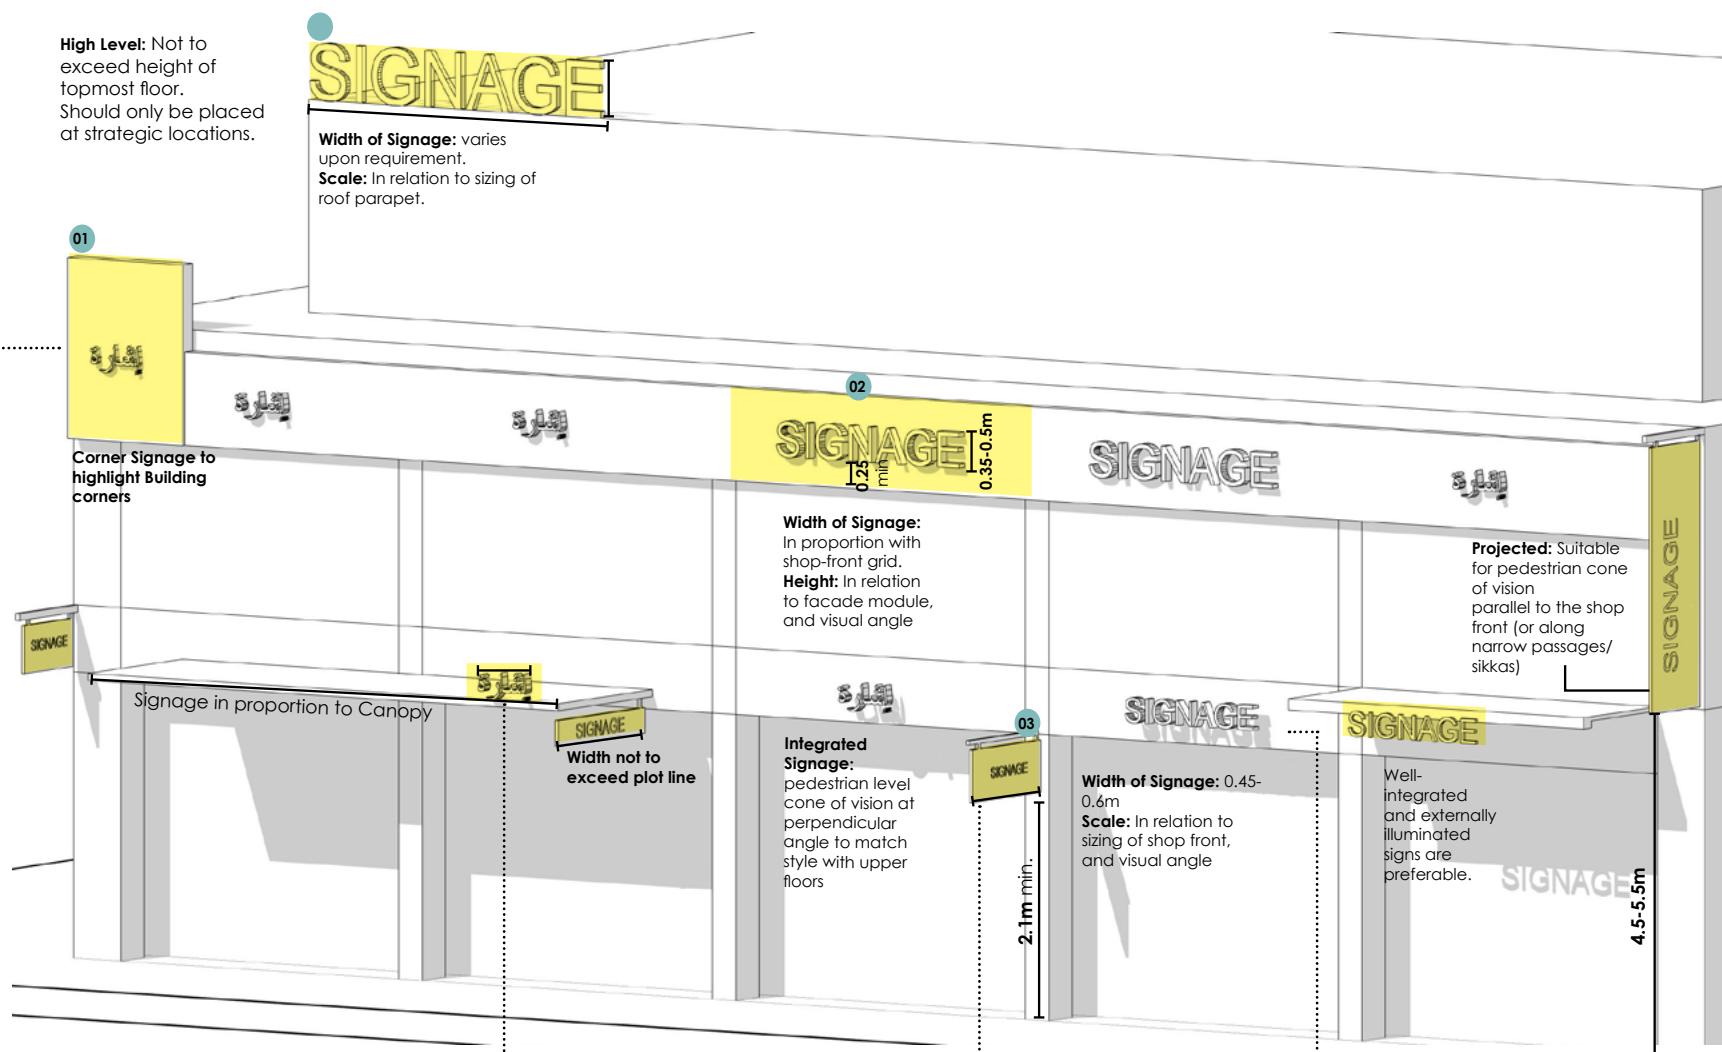 High Level: Not to
exceed height of
topmost floor.
Should only be placed
at strategic locations.
SIGNAGE
Width of Signage: varies
upon requirement.
Scale: In relation to sizing of
roof parapet.
01
إشارة
Corner Signage to
highlight Building
corners
إشارة
إشارة
02
SIGNAGE
0.25
min
0.35-0.5m
SIGNAGE
إشارة
Width of Signage:
In proportion with
shop-front grid.
Height: In relation
to facade module,
and visual angle
Projected: Suitable
for pedestrian cone
of vision
parallel to the shop
front (or along
narrow passages/
sikkas)
SIGNAGE
SIGNAGE
إشارة
Signage in proportion to Canopy
SIGNAGE
Width not to
exceed plot line
إشارة
Integrated
Signage:
pedestrian level
cone of vision at
perpendicular
angle to match
style with upper
floors
03
SIGNAGE
2.1m min.
SIGNAGE
Width of Signage: 0.45-
0.6m
Scale: In relation to
sizing of shop front,
and visual angle
SIGNAGE
Well-
integrated
and externally
illuminated
signs are
preferable.
SIGNAGE
4.5-5.5m